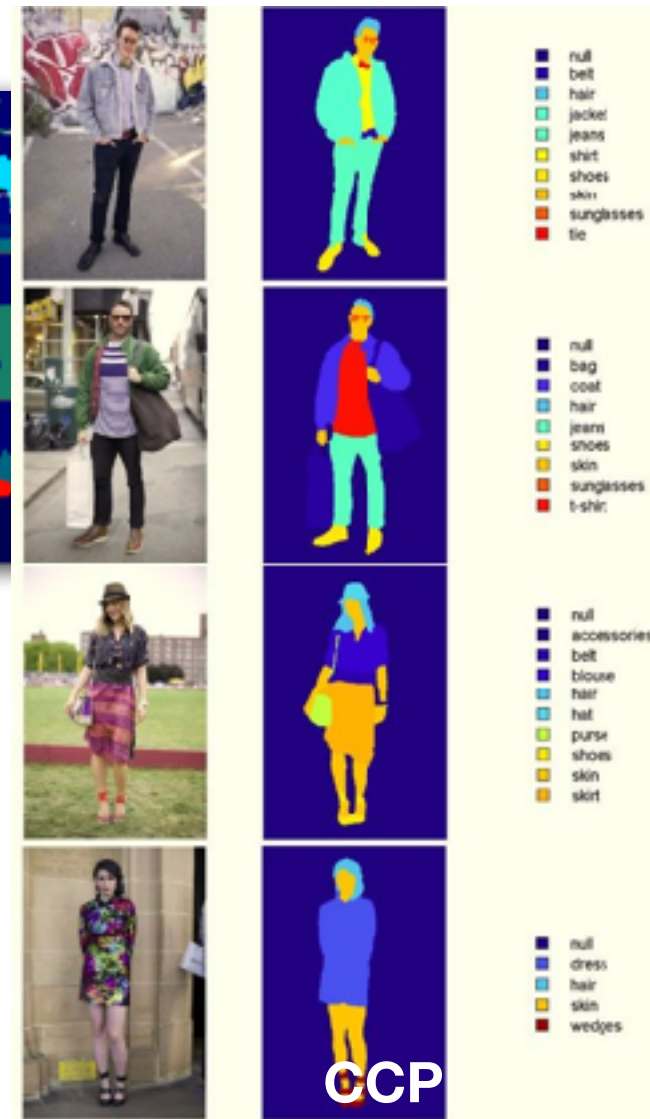 null
belt
hair
jacket
jeans
shirt
shoes
skin
sunglasses
tie
null
bag
coat
hair
jeans
shoes
skin
sunglasses
t-shirt
null
accessories
belt
blouse
hair
hat
purse
shoes
skin
skirt
null
dress
hair
skin
wedges
CCP